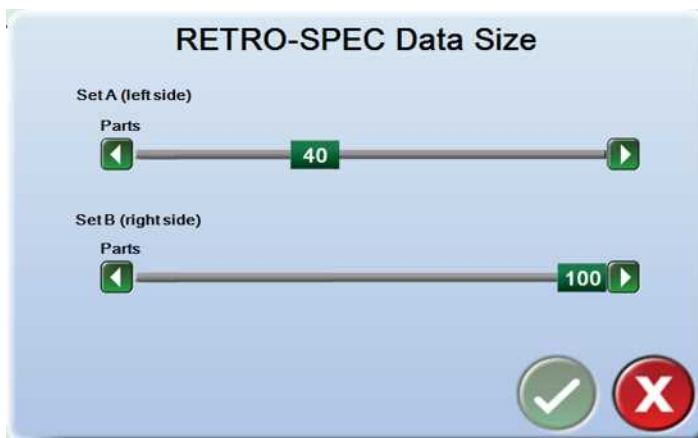 RETRO-SPEC Data Size
Set A (left side)
Parts
40
Set B (right side)
Parts
100